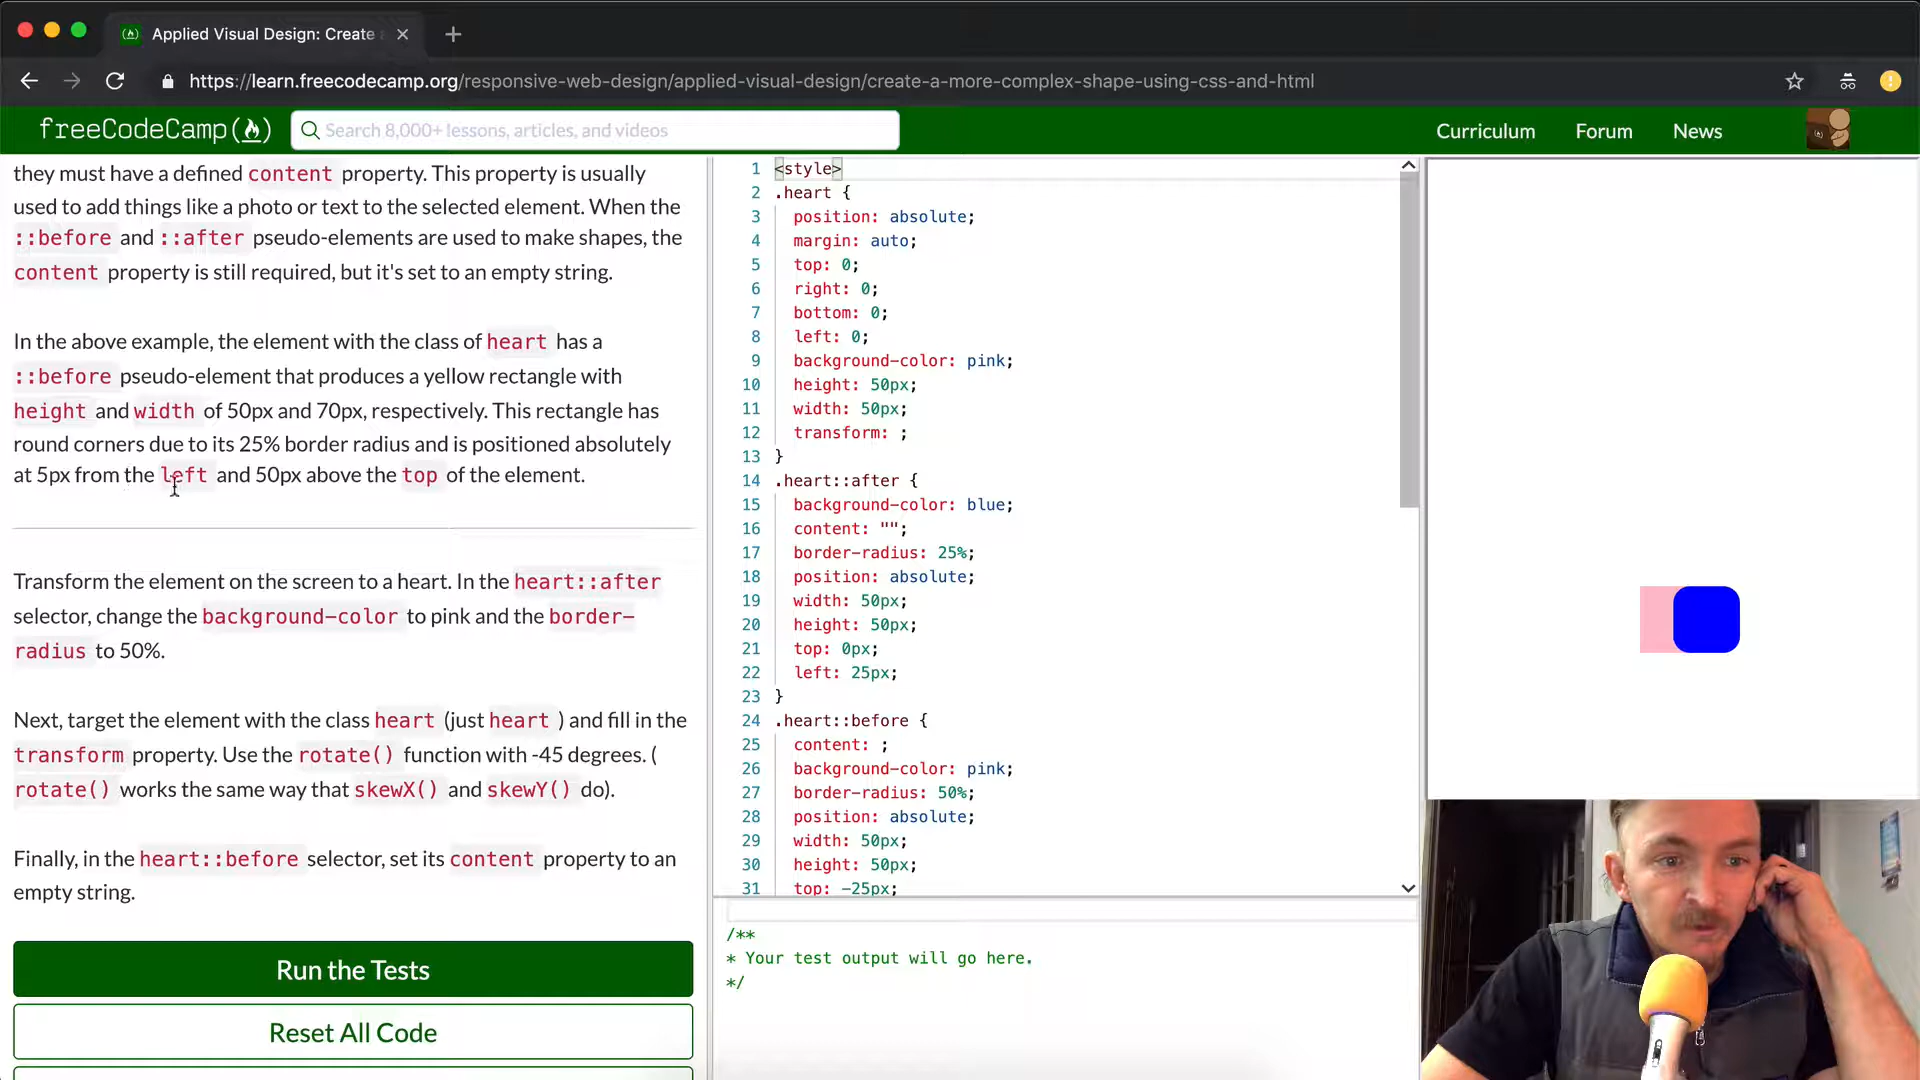 Applied Visual Design: Create
https://learn.freecodecamp.org/responsive-web-design/applied-visual-design/create-a-more-complex-shape-using-css-and-html
freeCodeCamp
Search 8,000+ lessons, articles, and videos
Curriculum Forum News
they must have a defined content property. This property is usually
used to add things like a photo or text to the selected element. When the
::before and ::after pseudo-elements are used to make shapes, the
content property is still required, but it's set to an empty string.
In the above example, the element with the class of heart has a
::before pseudo-element that produces a yellow rectangle with
height and width of 50px and 70px, respectively. This rectangle has
round corners due to its 25% border radius and is positioned absolutely
at 5px from the left and 50px above the top of the element.
Transform the element on the screen to a heart. In the heart::after
selector, change the background-color to pink and the border-
radius to 50%.
Next, target the element with the class heart (just heart ) and fill in the
transform property. Use the rotate() function with -45 degrees. (
rotate() works the same way that skewX() and skewY() do).
Finally, in the heart::before selector, set its content property to an
empty string.
Run the Tests
Reset All Code
1 <style>
2 .heart {
3 position: absolute;
4 margin: auto;
5 top: 0;
6 right: 0;
7 bottom: 0;
8 left: 0;
9 background-color: pink;
10 height: 50px;
11 width: 50px;
12 transform: ;
13 }
14 .heart::after {
15 background-color: blue;
16 content: "";
17 border-radius: 25%;
18 position: absolute;
19 width: 50px;
20 height: 50px;
21 top: 0px;
22 left: 25px;
23 }
24 .heart::before {
25 content: ;
26 background-color: pink;
27 border-radius: 50%;
28 position: absolute;
29 width: 50px;
30 height: 50px;
31 top: -25px;
/**
* Your test output will go here.
*/